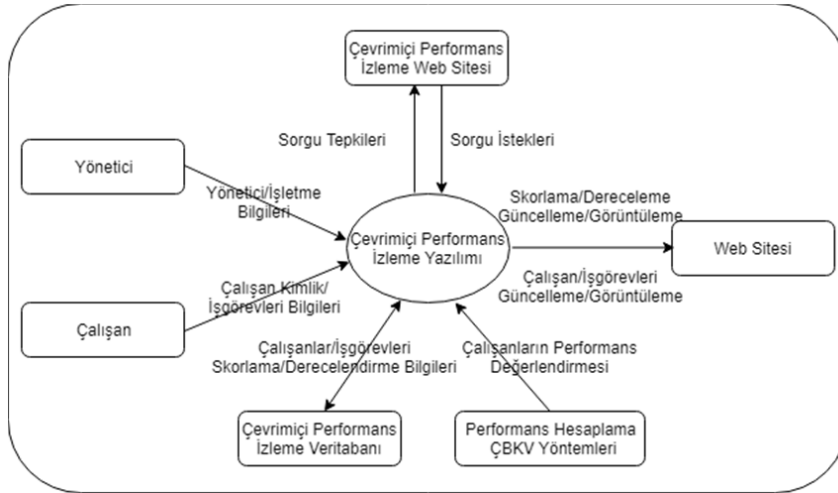 Çevrimiçi Performans
İzleme Web Sitesi
Sorgu Tepkileri
Sorgu İstekleri
Yönetici
Yönetici/İşletme
Bilgileri
Skorlama/Dereceleme
Güncelleme/Görüntüleme
Çevrimiçi Performans
İzleme Yazılımı
Web Sitesi
Çalışan Kimlik/
İşgörevleri Bilgileri
Çalışan/İşgörevleri
Güncelleme/Görüntüleme
Çalışan
Çalışanlar/İşgörevleri
Skorlama/Derecelendirme Bilgileri
Çalışanların Performans
Değerlendirmesi
Çevrimiçi Performans
İzleme Veritabanı
Performans Hesaplama
ÇBKV Yöntemleri